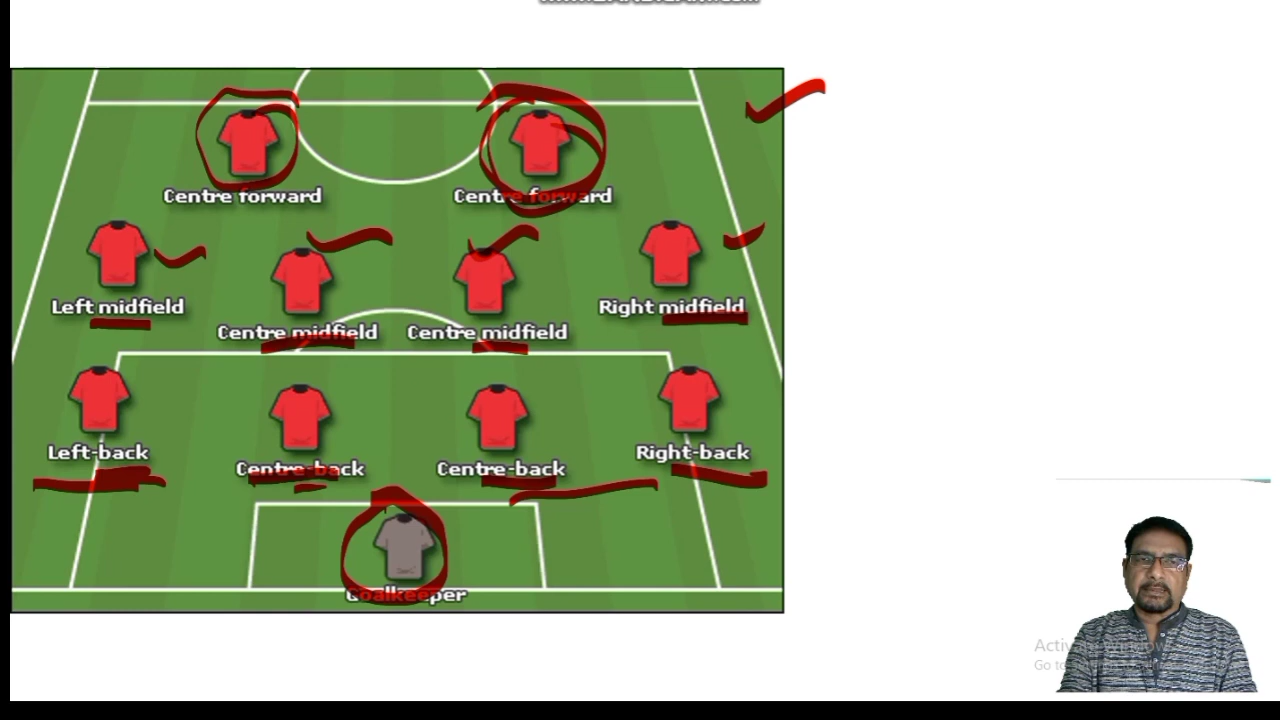 Centre forward Centre forward
Left midfield Right midfield
Centre midfield Centre midfield
Left-back Right-back
Centre-back Centre-back
Goalkeeper